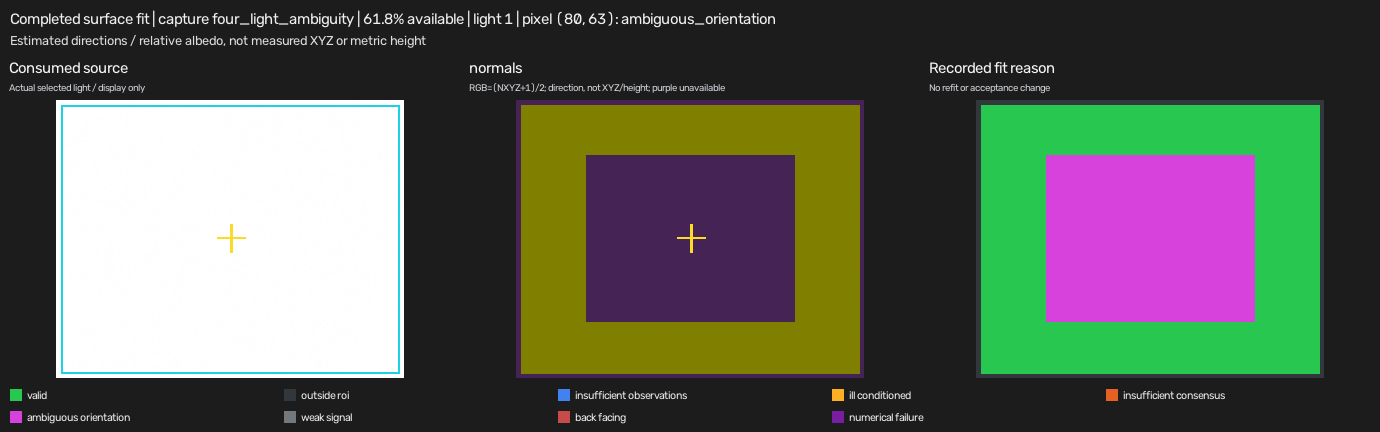 Completed surface fit | capture four_light_ambiguity | 61.8% available | light 1 | pixel (80, 63): ambiguous_orientation
Estimated directions / relative albedo, not measured XYZ or metric height
Consumed source
Actual selected light / display only
normals
RGB=(NXYZ+1)/2; direction, not XYZ/height; purple unavailable
Recorded fit reason
No refit or acceptance change
valid
outside roi
insufficient observations
ill conditioned
insufficient consensus
ambiguous orientation
weak signal
back facing
numerical failure